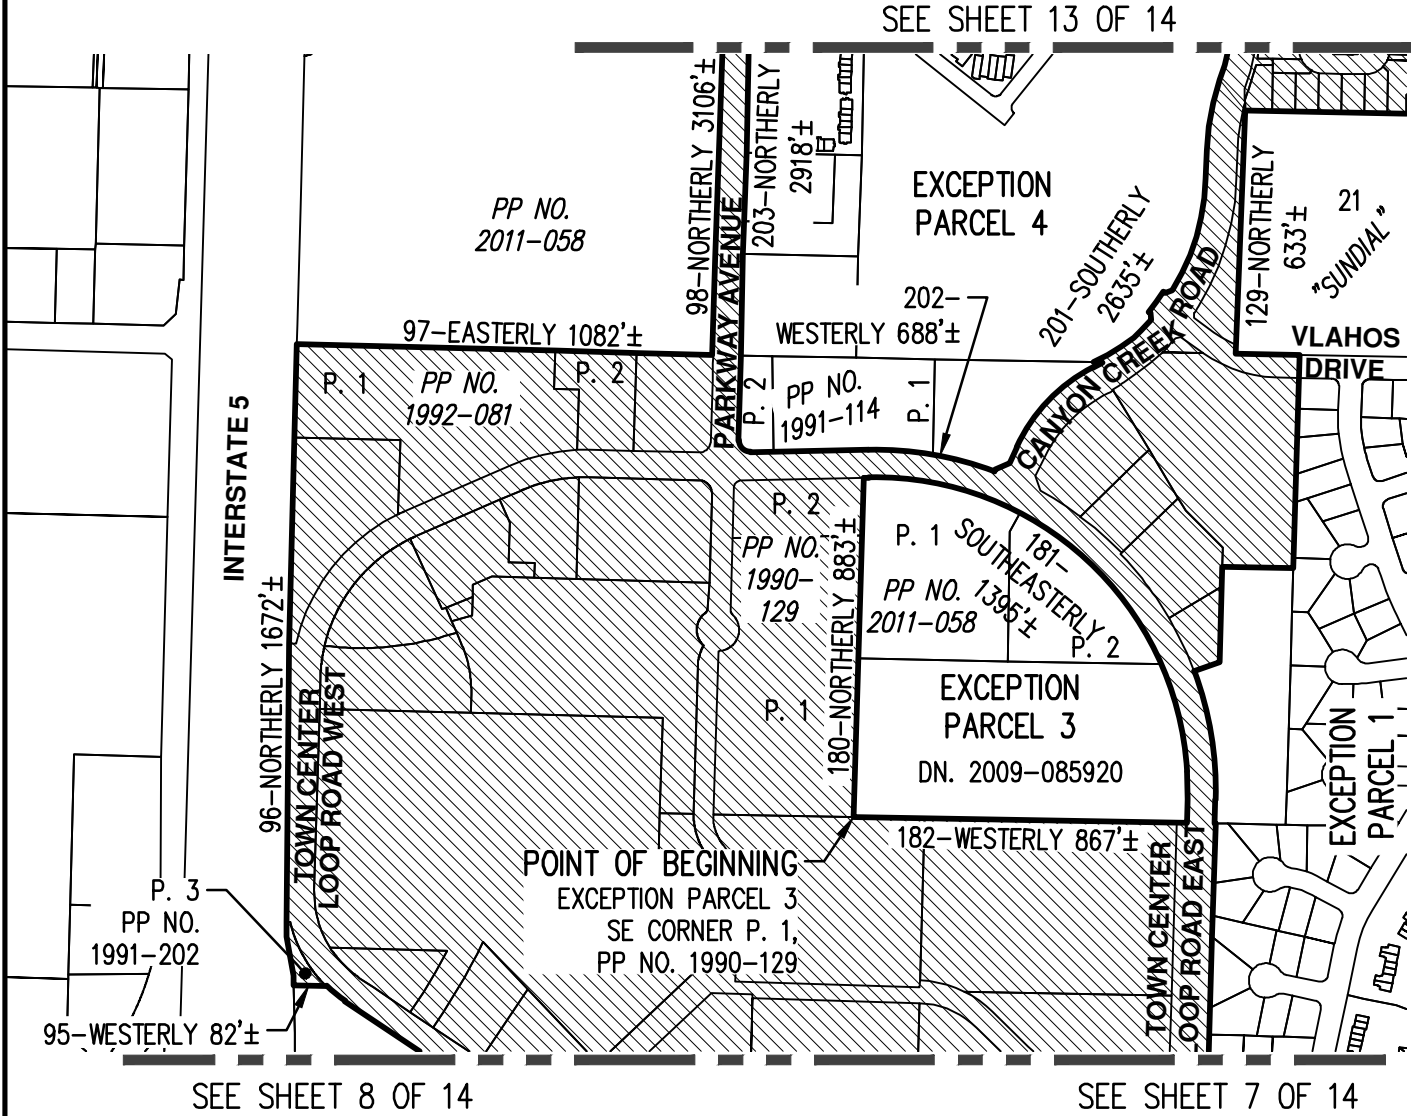 SEE SHEET 13 OF 14
98-NORTHERLY 3106'±
PARKWAY AVENUE
203-NORTHERLY
2918'±
EXCEPTION
PARCEL 4
PP NO.
2011-058
201-SOUTHERLY
2635'±
CANYON CREEK ROAD
129-NORTHERLY
633'±
21
"SUNDIAL"
VLAHOS
DRIVE
202-
WESTERLY 688'±
97-EASTERLY 1082'±
P. 1
PP NO.
1992-081
P. 2
P. 2
PP NO.
1991-114
P. 1
INTERSTATE 5
96-NORTHERLY 1672'±
TOWN CENTER
LOOP ROAD WEST
P. 2
PP NO.
1990-
129
P. 1
180-NORTHERLY 883'±
P. 1
PP NO.
2011-058
181-
SOUTHEASTERLY
1395'±
P. 2
EXCEPTION
PARCEL 3
DN. 2009-085920
EXCEPTION
PARCEL 1
182-WESTERLY 867'±
POINT OF BEGINNING
EXCEPTION PARCEL 3
SE CORNER P. 1,
PP NO. 1990-129
TOWN CENTER
LOOP ROAD EAST
P. 3
PP NO.
1991-202
95-WESTERLY 82'±
SEE SHEET 8 OF 14
SEE SHEET 7 OF 14